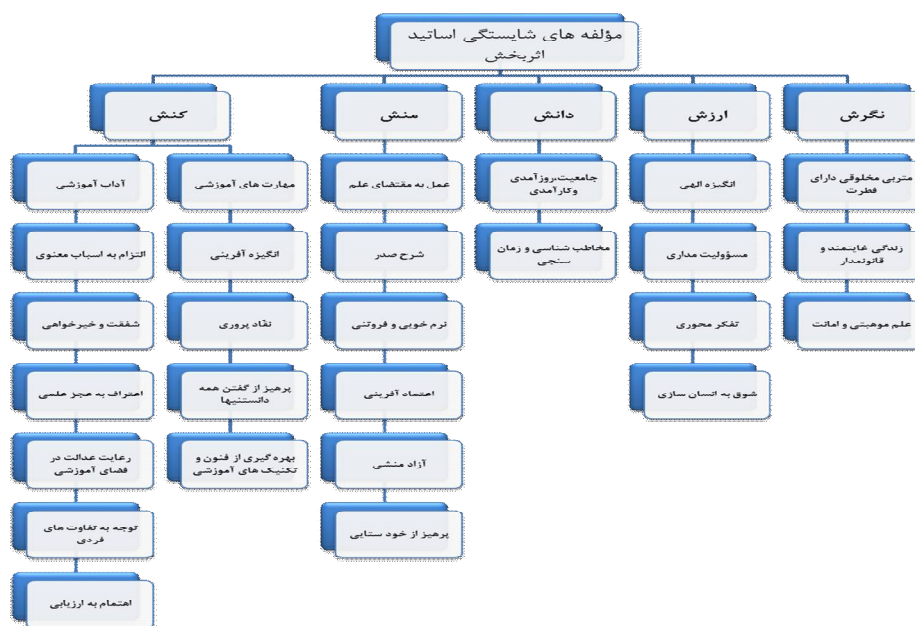 مؤلفه های شایستگی اساتید
اثربخش
نگرش
ارزش
دانش
منش
کنش
متربی مخلوقی دارای
فطرت
زندگی غایتمند و
قانونمدار
علم موهبتی و امانت
انگیزه الهی
مسؤولیت مداری
تفکر محوری
شوق به انسان سازی
جامعیت،روزآمدی
وکارآمدی
مخاطب شناسی و زمان
سنجی
عمل به مقتضای علم
شرح صدر
نرم خویی و فروتنی
اعتماد آفرینی
آزاد منشی
پرهیز از خود ستایی
مهارت های آموزشی
انگیزه آفرینی
نقاد پروری
پرهیز از گفتن همه
دانستنیها
بهره گیری از فنون و
تکنیک های آموزشی
آداب آموزشی
التزام به اسباب معنوی
شفقت و خیرخواهی
اعتراف به عجز علمی
رعایت عدالت در
فضای آموزشی
توجه به تفاوت های
فردی
اهتمام به ارزیابی